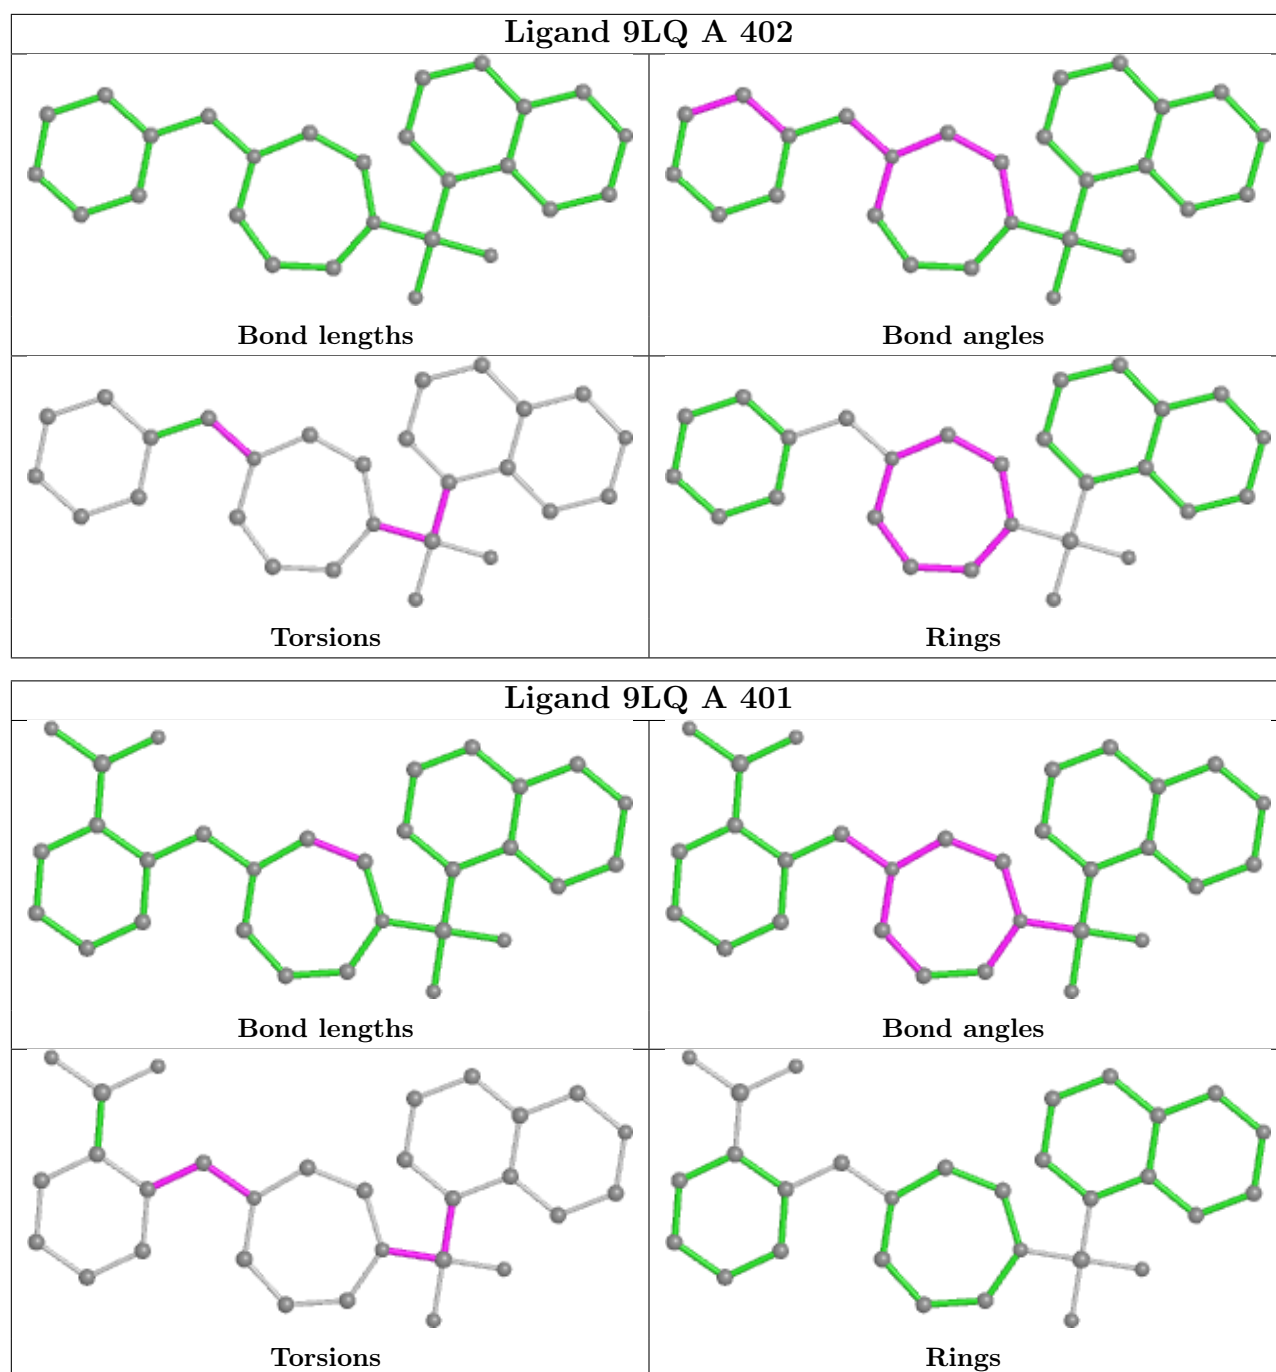 Ligand 9LQ A 402
Bond lengths
Bond angles
Torsions
Rings
Ligand 9LQ A 401
Bond lengths
Bond angles
Torsions
Rings